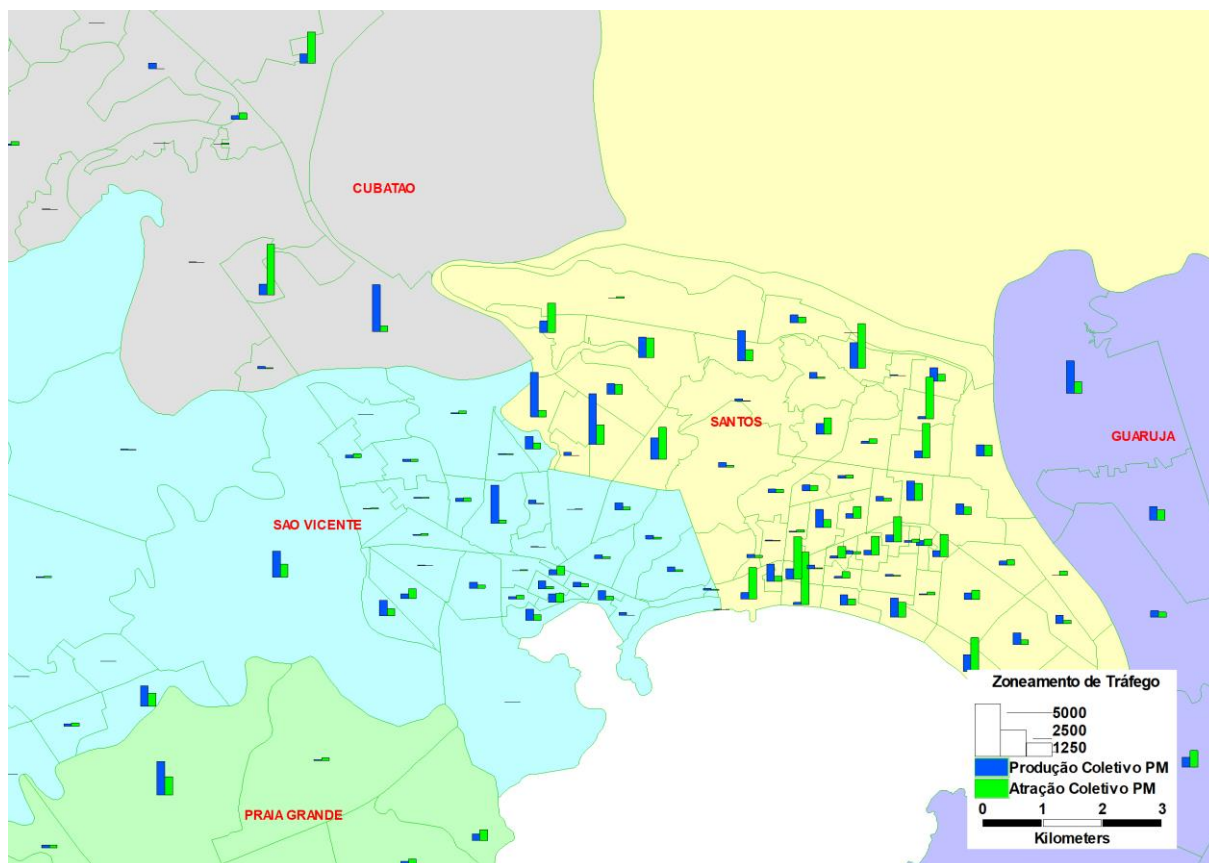 CUBATAO
SANTOS
GUARUJA
SAO VICENTE
PRAIA GRANDE
Zoneamento de Tráfego
5000
2500
1250
Produção Coletivo PM
Atração Coletivo PM
0 1 2 3
Kilometers